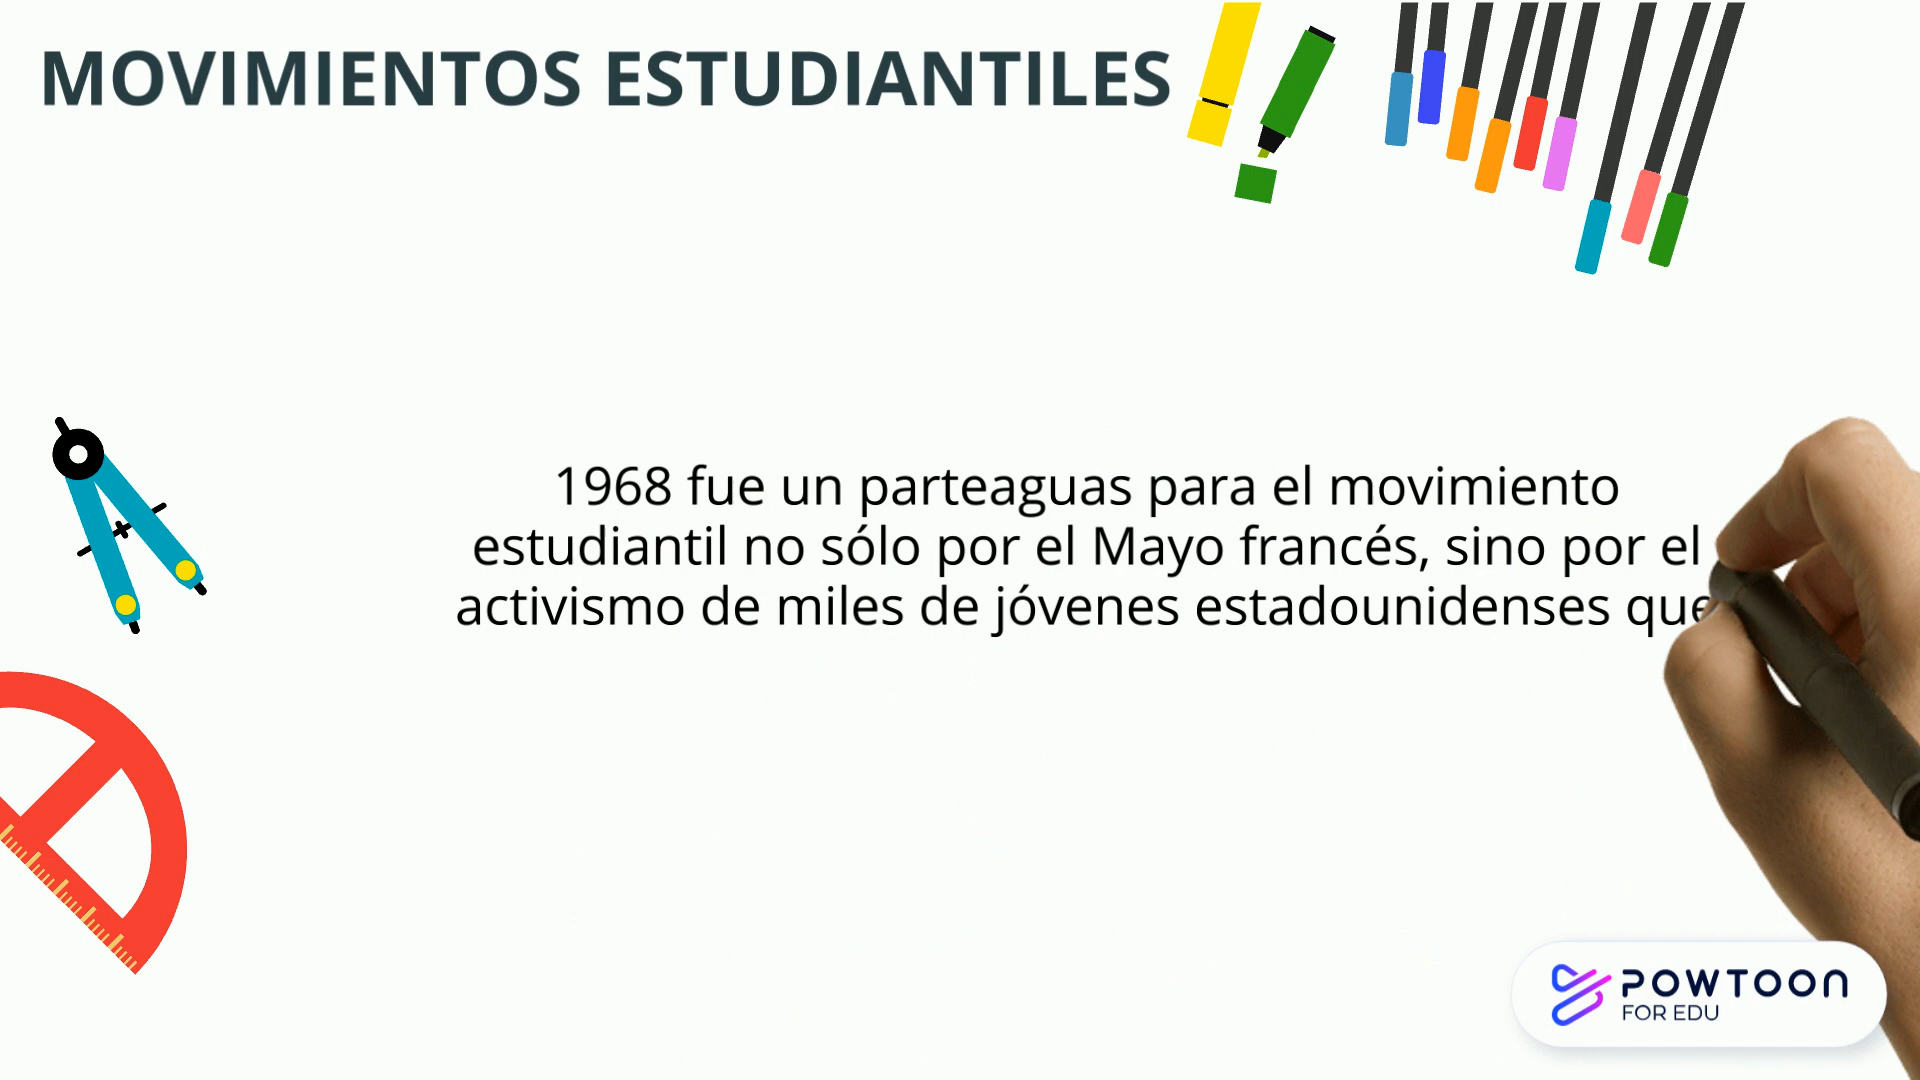 MOVIMIENTOS ESTUDIANTILES
1968 fue un parteaguas para el movimiento
estudiantil no sólo por el Mayo francés, sino por el
activismo de miles de jóvenes estadounidenses que
POWTOON
FOR EDU